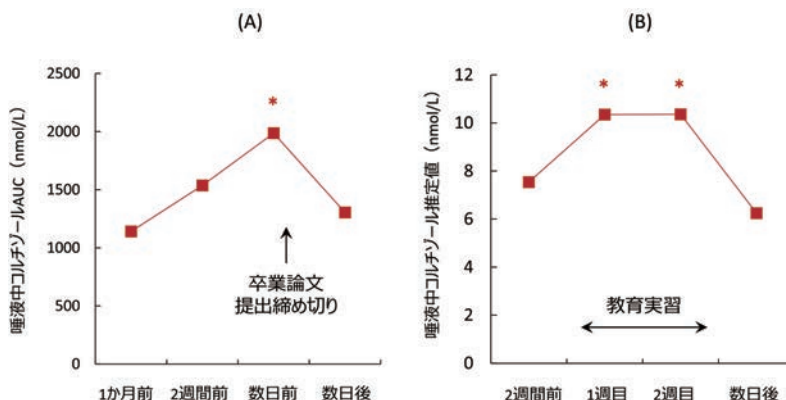 (A)
唾液中コルチゾールAUC（nmol/L）
2500
2000
1500
1000
500
0
*
卒業論文
提出締め切り
1か月前 2週間前 数日前 数日後
(B)
唾液中コルチゾール推定値（nmol/L）
12
10
8
6
4
2
0
* *
教育実習
2週間前 1週目 2週目 数日後